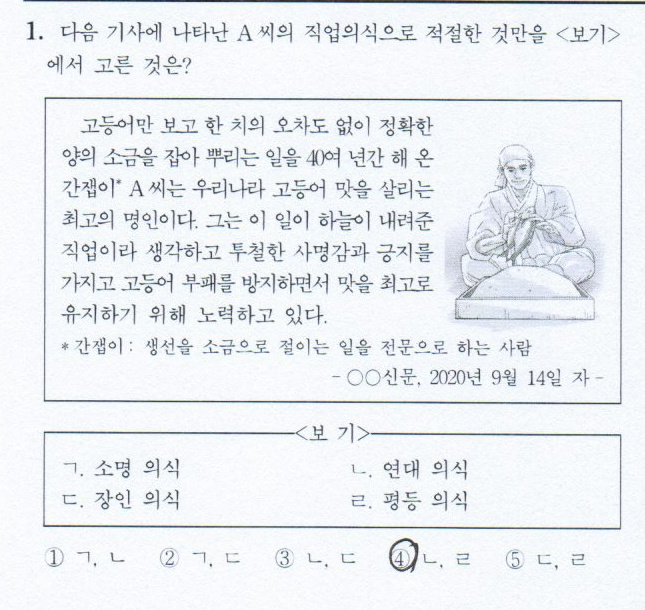 1. 다음 기사에 나타난 A 씨의 직업의식으로 적절한 것만을 <보기>
에서 고른 것은?
고등어만 보고 한 치의 오차도 없이 정확한
양의 소금을 잡아 뿌리는 일을 40여 년간 해 온
간잽이* A 씨는 우리나라 고등어 맛을 살리는
최고의 명인이다. 그는 이 일이 하늘이 내려준
직업이라 생각하고 투철한 사명감과 긍지를
가지고 고등어 부패를 방지하면서 맛을 최고로
유지하기 위해 노력하고 있다.
* 간잽이 : 생선을 소금으로 절이는 일을 전문으로 하는 사람
- ○○신문, 2020년 9월 14일 자 -
<보 기>
ㄱ. 소명 의식 ㄴ. 연대 의식
ㄷ. 장인 의식 ㄹ. 평등 의식
① ㄱ, ㄴ ② ㄱ, ㄷ ③ ㄴ, ㄷ ④ ㄴ, ㄹ ⑤ ㄷ, ㄹ